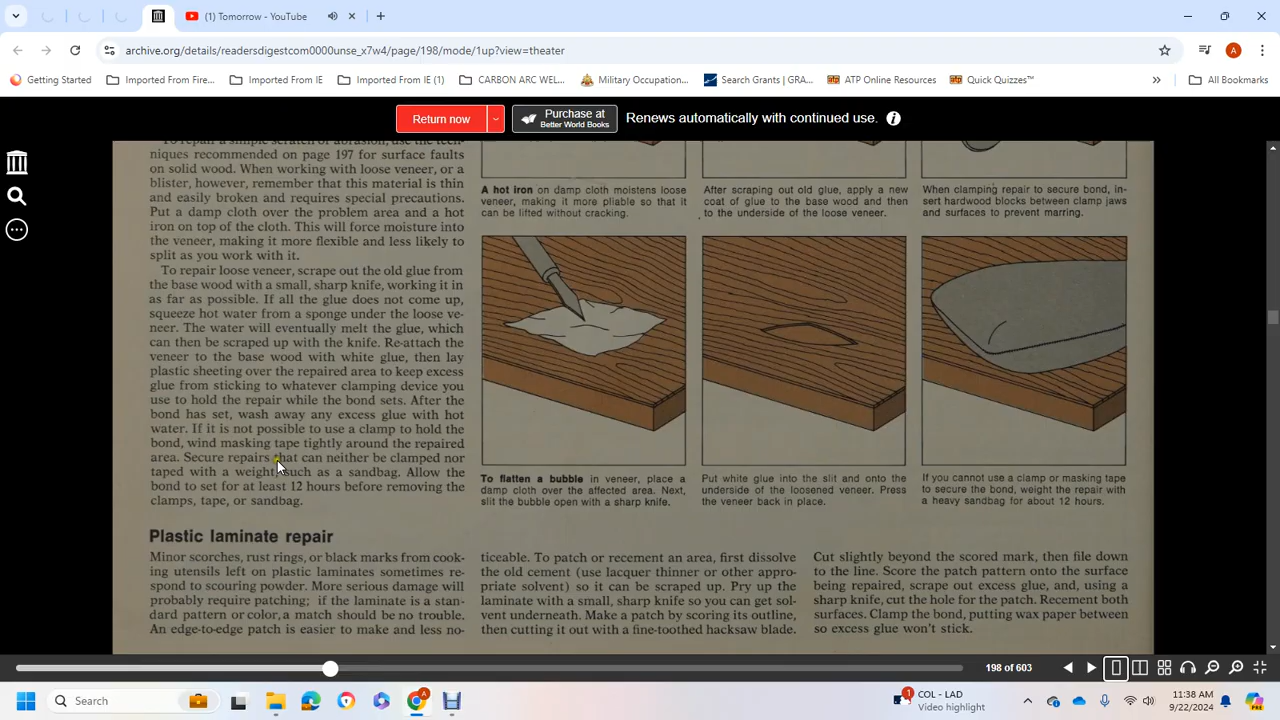 (1) Tomorrow - YouTube
archive.org/details/readersdigestcom0000unse_x7w4/page/198/mode/1up?view=theater
A
Getting Started
Imported From Fire...
Imported From IE
Imported From IE (1)
CARBON ARC WEL...
Military Occupation...
Search Grants | GRA...
ATP Online Resources
Quick Quizzes™
All Bookmarks
Return now
Purchase at
Better World Books
Renews automatically with continued use.
To repair a simple scratch or abrasion, use the tech-
niques recommended on page 197 for surface faults
on solid wood. When working with loose veneer, or a
blister, however, remember that this material is thin
and easily broken and requires special precautions.
Put a damp cloth over the problem area and a hot
iron on top of the cloth. This will force moisture into
the veneer, making it more flexible and less likely to
split as you work with it.
To repair loose veneer, scrape out the old glue from
the base wood with a small, sharp knife, working it in
as far as possible. If all the glue does not come up,
squeeze hot water from a sponge under the loose ve-
neer. The water will eventually melt the glue, which
can then be scraped up with the knife. Re-attach the
veneer to the base wood with white glue, then lay
plastic sheeting over the repaired area to keep excess
glue from sticking to whatever clamping device you
use to hold the repair while the bond sets. After the
bond has set, wash away any excess glue with hot
water. If it is not possible to use a clamp to hold the
bond, wind masking tape tightly around the repaired
area. Secure repairs that can neither be clamped nor
taped with a weight such as a sandbag. Allow the
bond to set for at least 12 hours before removing the
clamps, tape, or sandbag.
A hot iron on damp cloth moistens loose
veneer, making it more pliable so that it
can be lifted without cracking.
After scraping out old glue, apply a new
coat of glue to the base wood and then
to the underside of the loose veneer.
When clamping repair to secure bond, in-
sert hardwood blocks between clamp jaws
and surfaces to prevent marring.
To flatten a bubble in veneer, place a
damp cloth over the affected area. Next,
slit the bubble open with a sharp knife.
Put white glue into the slit and onto the
underside of the loosened veneer. Press
the veneer back in place.
If you cannot use a clamp or masking tape
to secure the bond, weight the repair with
a heavy sandbag for about 12 hours.
Plastic laminate repair
Minor scorches, rust rings, or black marks from cook-
ing utensils left on plastic laminates sometimes re-
spond to scouring powder. More serious damage will
probably require patching; if the laminate is a stan-
dard pattern or color, a match should be no trouble.
An edge-to-edge patch is easier to make and less no-
ticeable. To patch or recement an area, first dissolve
the old cement (use lacquer thinner or other appro-
priate solvent) so it can be scraped up. Pry up the
laminate with a small, sharp knife so you can get sol-
vent underneath. Make a patch by scoring its outline,
then cutting it out with a fine-toothed hacksaw blade.
Cut slightly beyond the scored mark, then file down
to the line. Score the patch pattern onto the surface
being repaired, scrape out excess glue, and, using a
sharp knife, cut the hole for the patch. Recement both
surfaces. Clamp the bond, putting wax paper between
so excess glue won't stick.
198 of 603
Search
1
COL - LAD
Video highlight
11:38 AM
9/22/2024